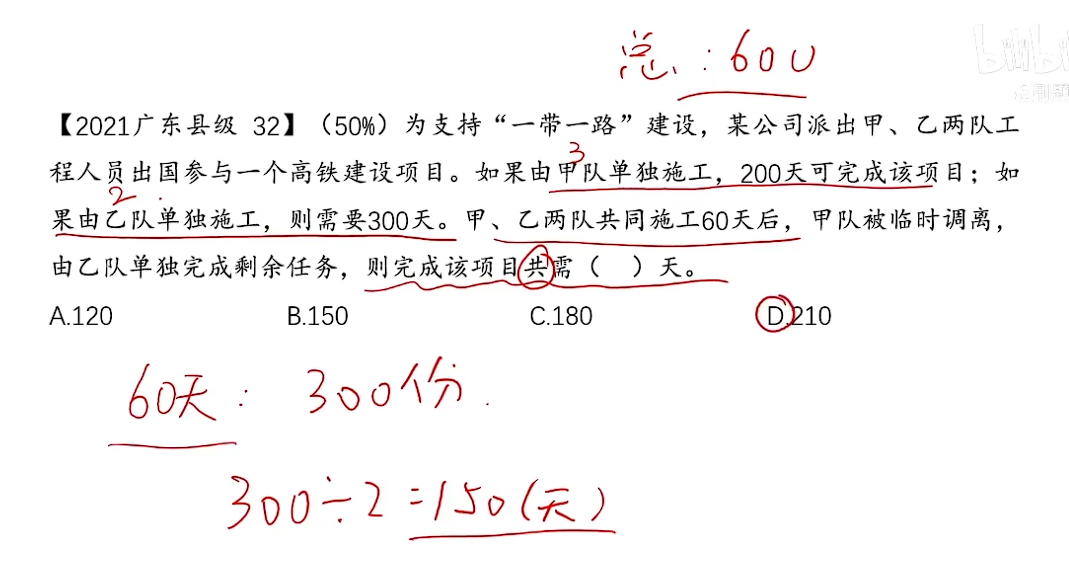 总:600
bilibili
【2021广东县级 32】（50%）为支持“一带一路”建设，某公司派出甲、乙两队工
3
程人员出国参与一个高铁建设项目。如果由甲队单独施工，200天可完成该项目；如
2
果由乙队单独施工，则需要300天。甲、乙两队共同施工60天后，甲队被临时调离，
由乙队单独完成剩余任务，则完成该项目共需（ ）天。
A.120 B.150 C.180 D.210
60天: 300份.
300÷2=150(天)